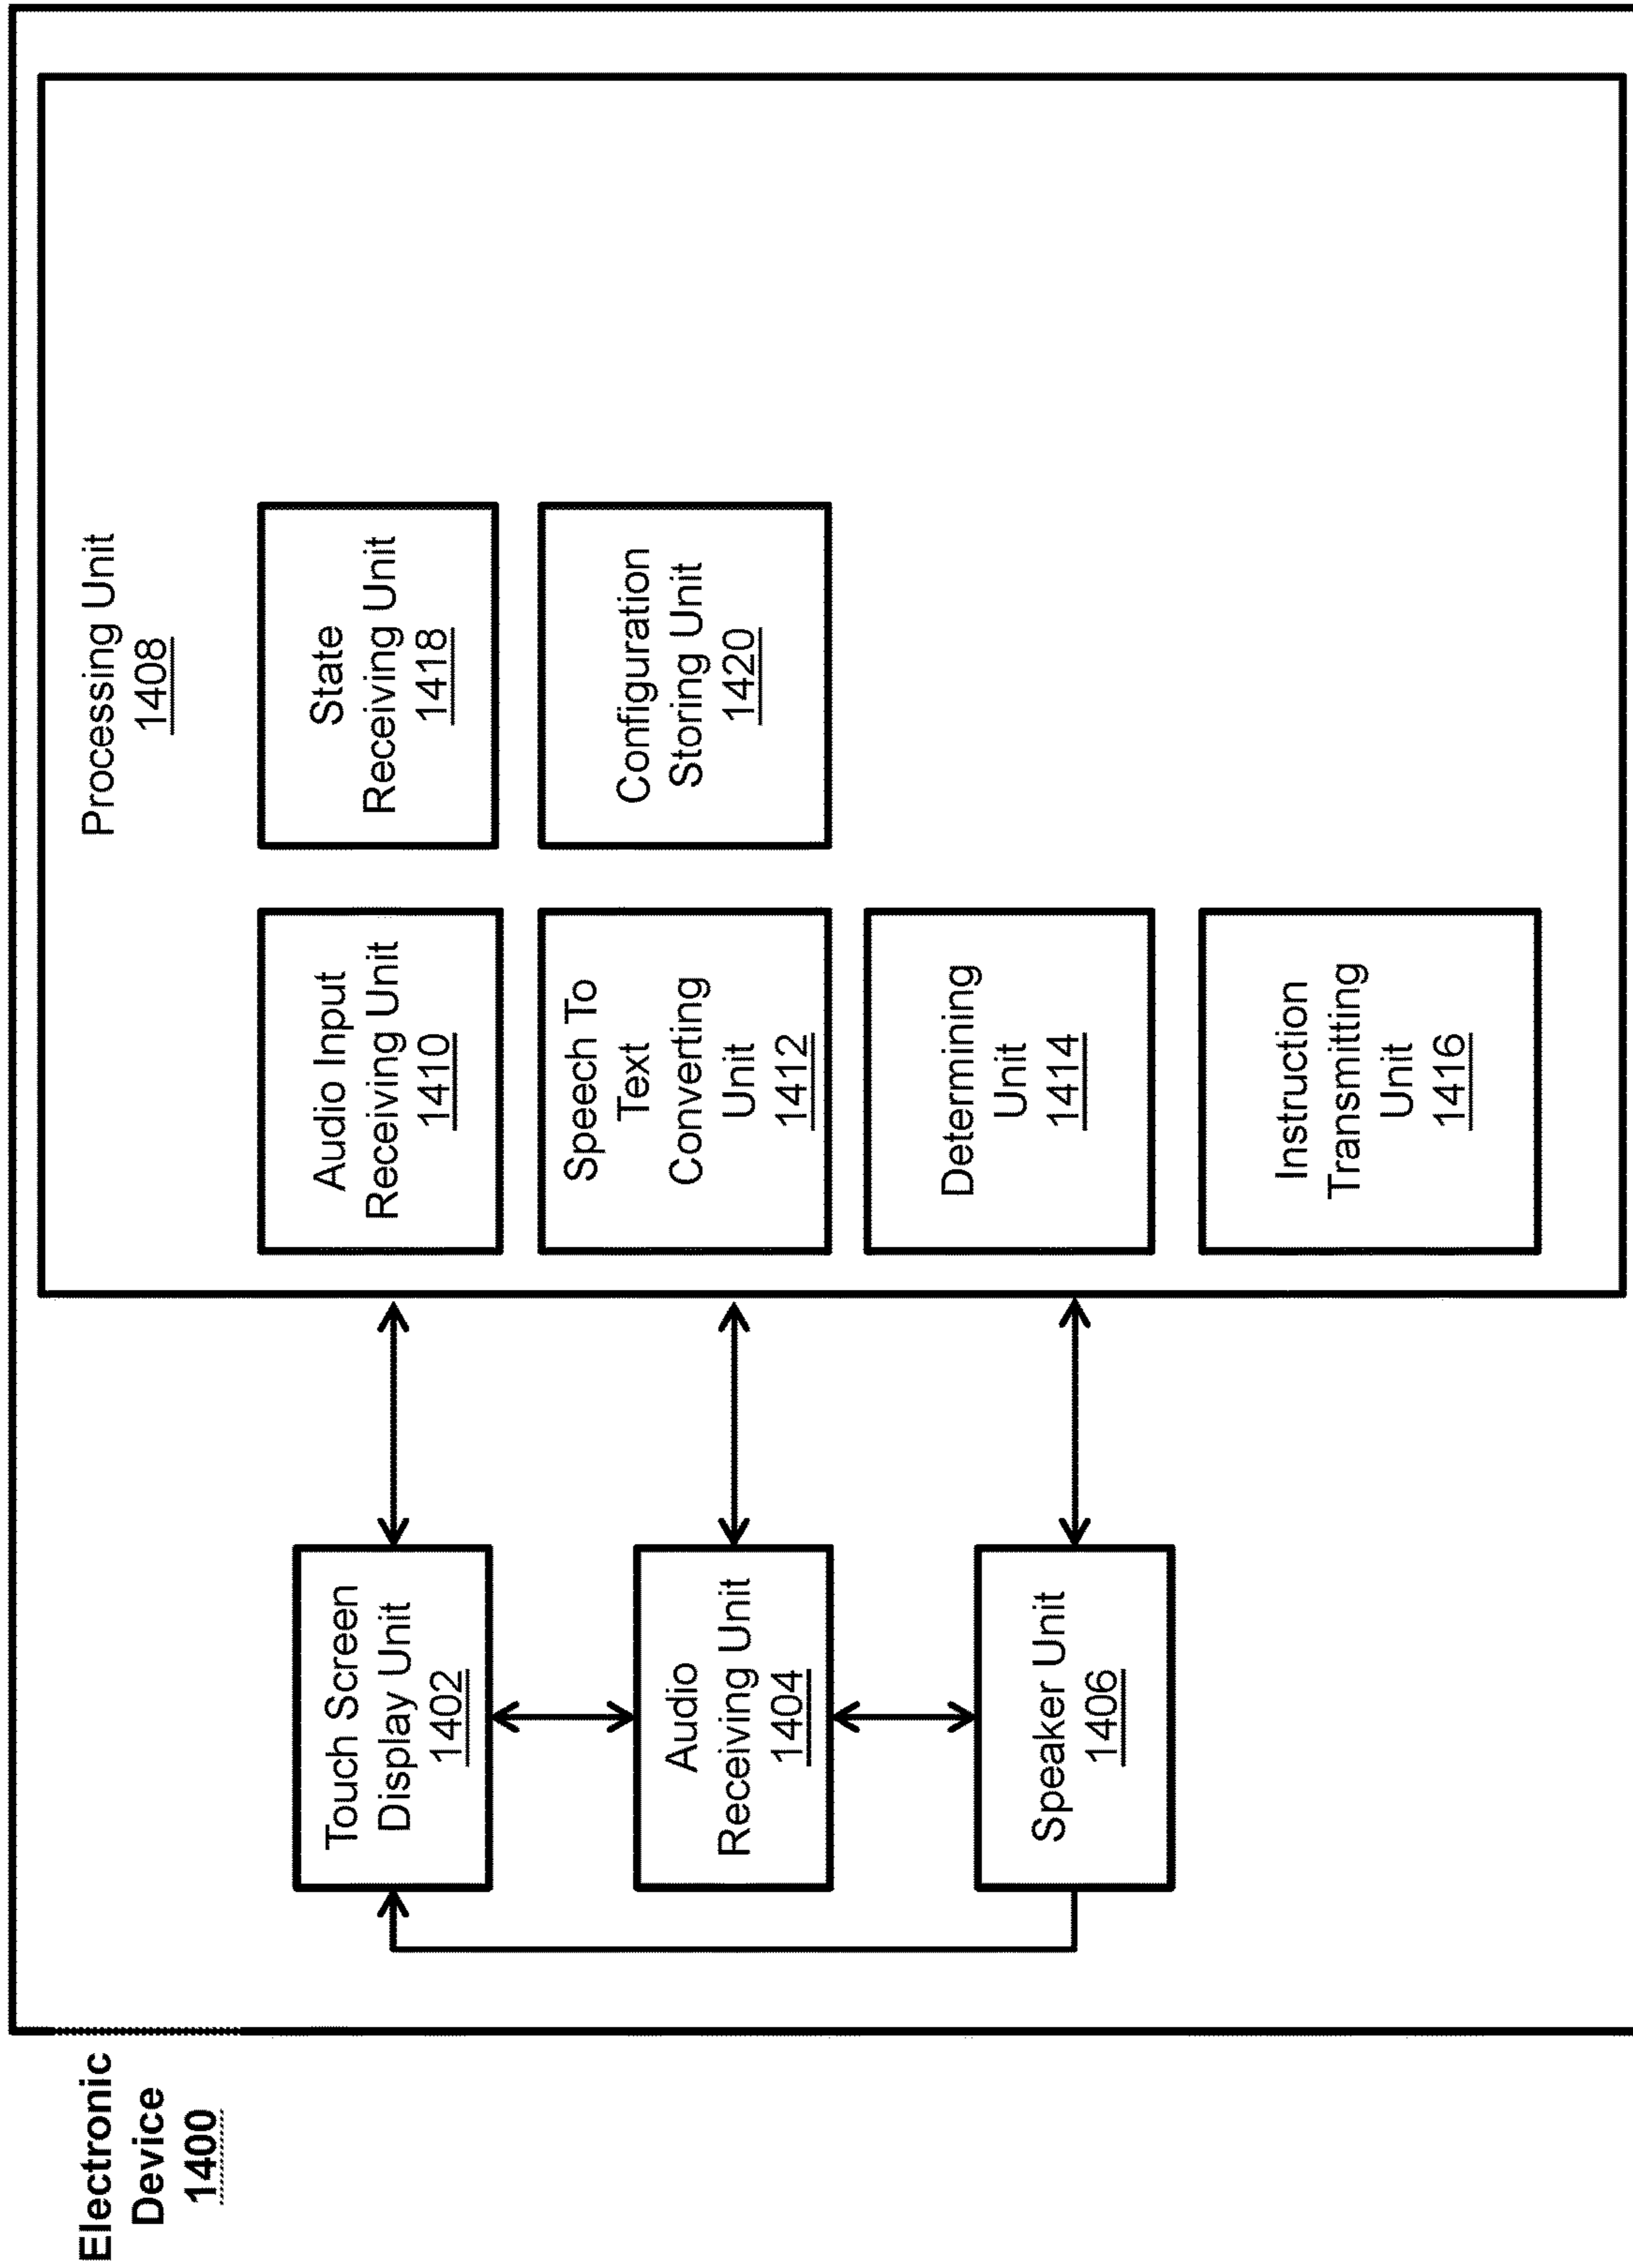 Electronic
Device
1400
Processing Unit
1408
Touch Screen
Display Unit
1402
Audio
Receiving Unit
1404
Speaker Unit
1406
Audio Input
Receiving Unit
1410
Speech To
Text
Converting
Unit
1412
Determining
Unit
1414
Instruction
Transmitting
Unit
1416
State
Receiving Unit
1418
Configuration
Storing Unit
1420